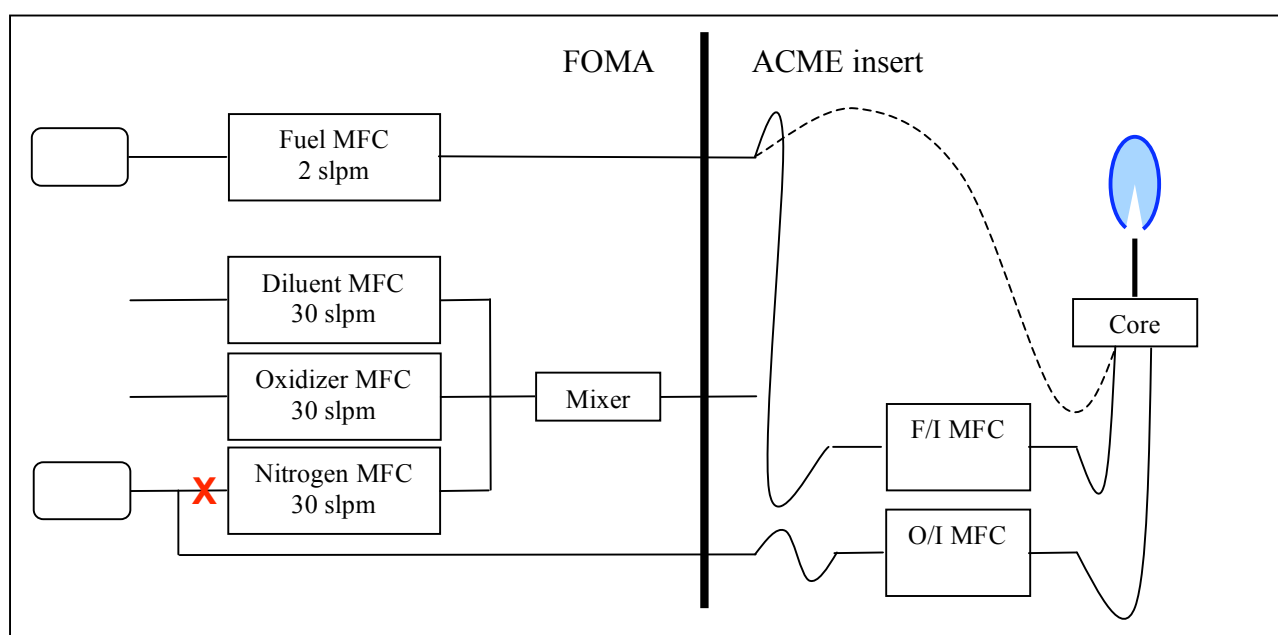 FOMA
ACME insert
Fuel MFC
2 slpm
Diluent MFC
30 slpm
Oxidizer MFC
30 slpm
Mixer
Nitrogen MFC
30 slpm
X
Core
F/I MFC
O/I MFC